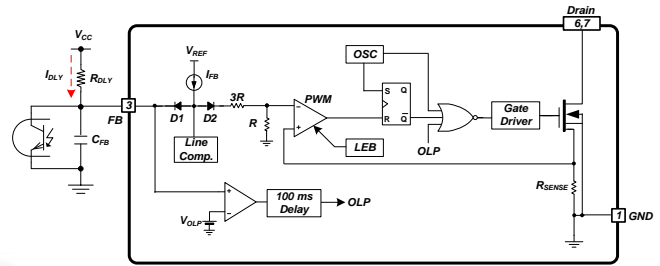 Drain
6,7
VCC
VREF
OSC
IDLY
RDLY
IFB
3R
PWM
S
Q
R
Q
3
FB
D1
D2
R
Line
Comp.
LEB
OLP
Gate
Driver
CFB
+
−
VOLP
100 ms
Delay
OLP
RSENSE
1
GND